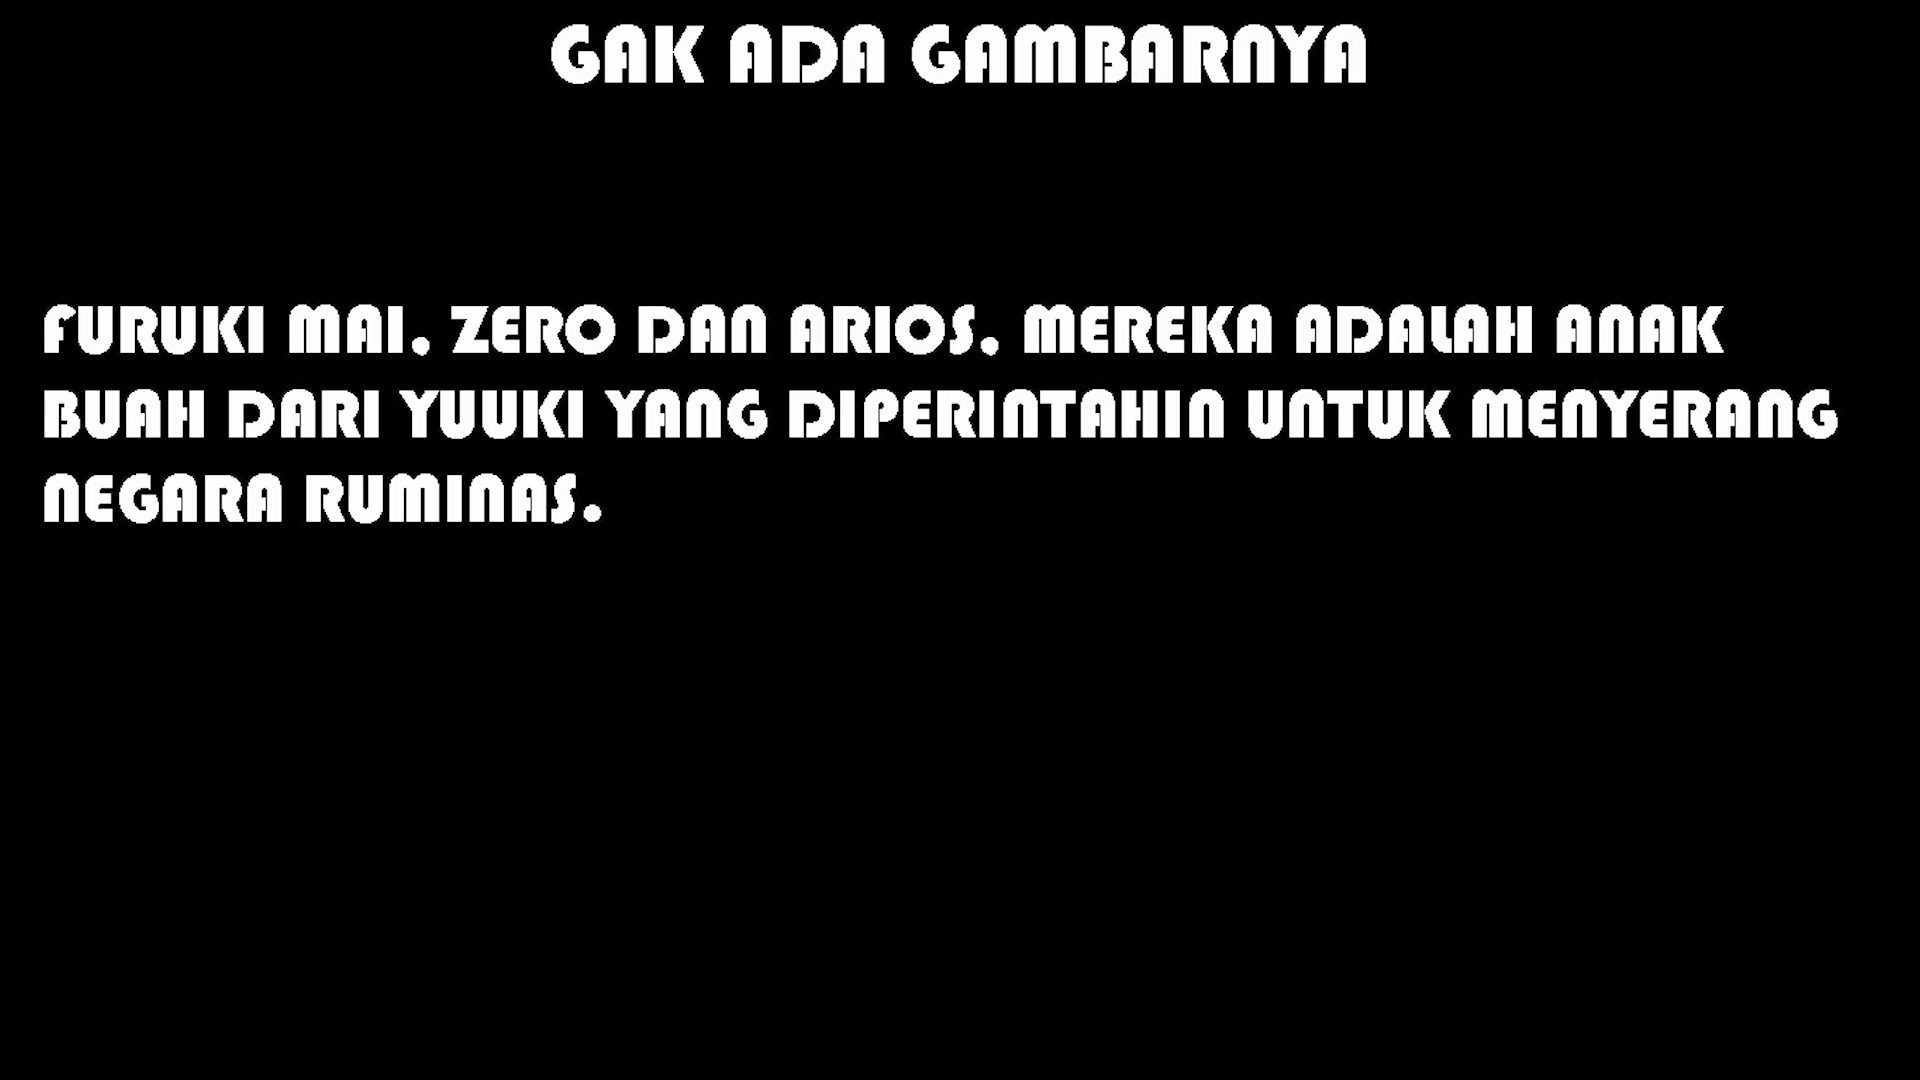 GAK ADA GAMBARNYA
FURUKI MAI, ZERO DAN ARIOS, MEREKA ADALAH ANAK
BUAH DARI YUUKI YANG DIPERINTAHIN UNTUK MENYERANG
NEGARA RUMINAS.